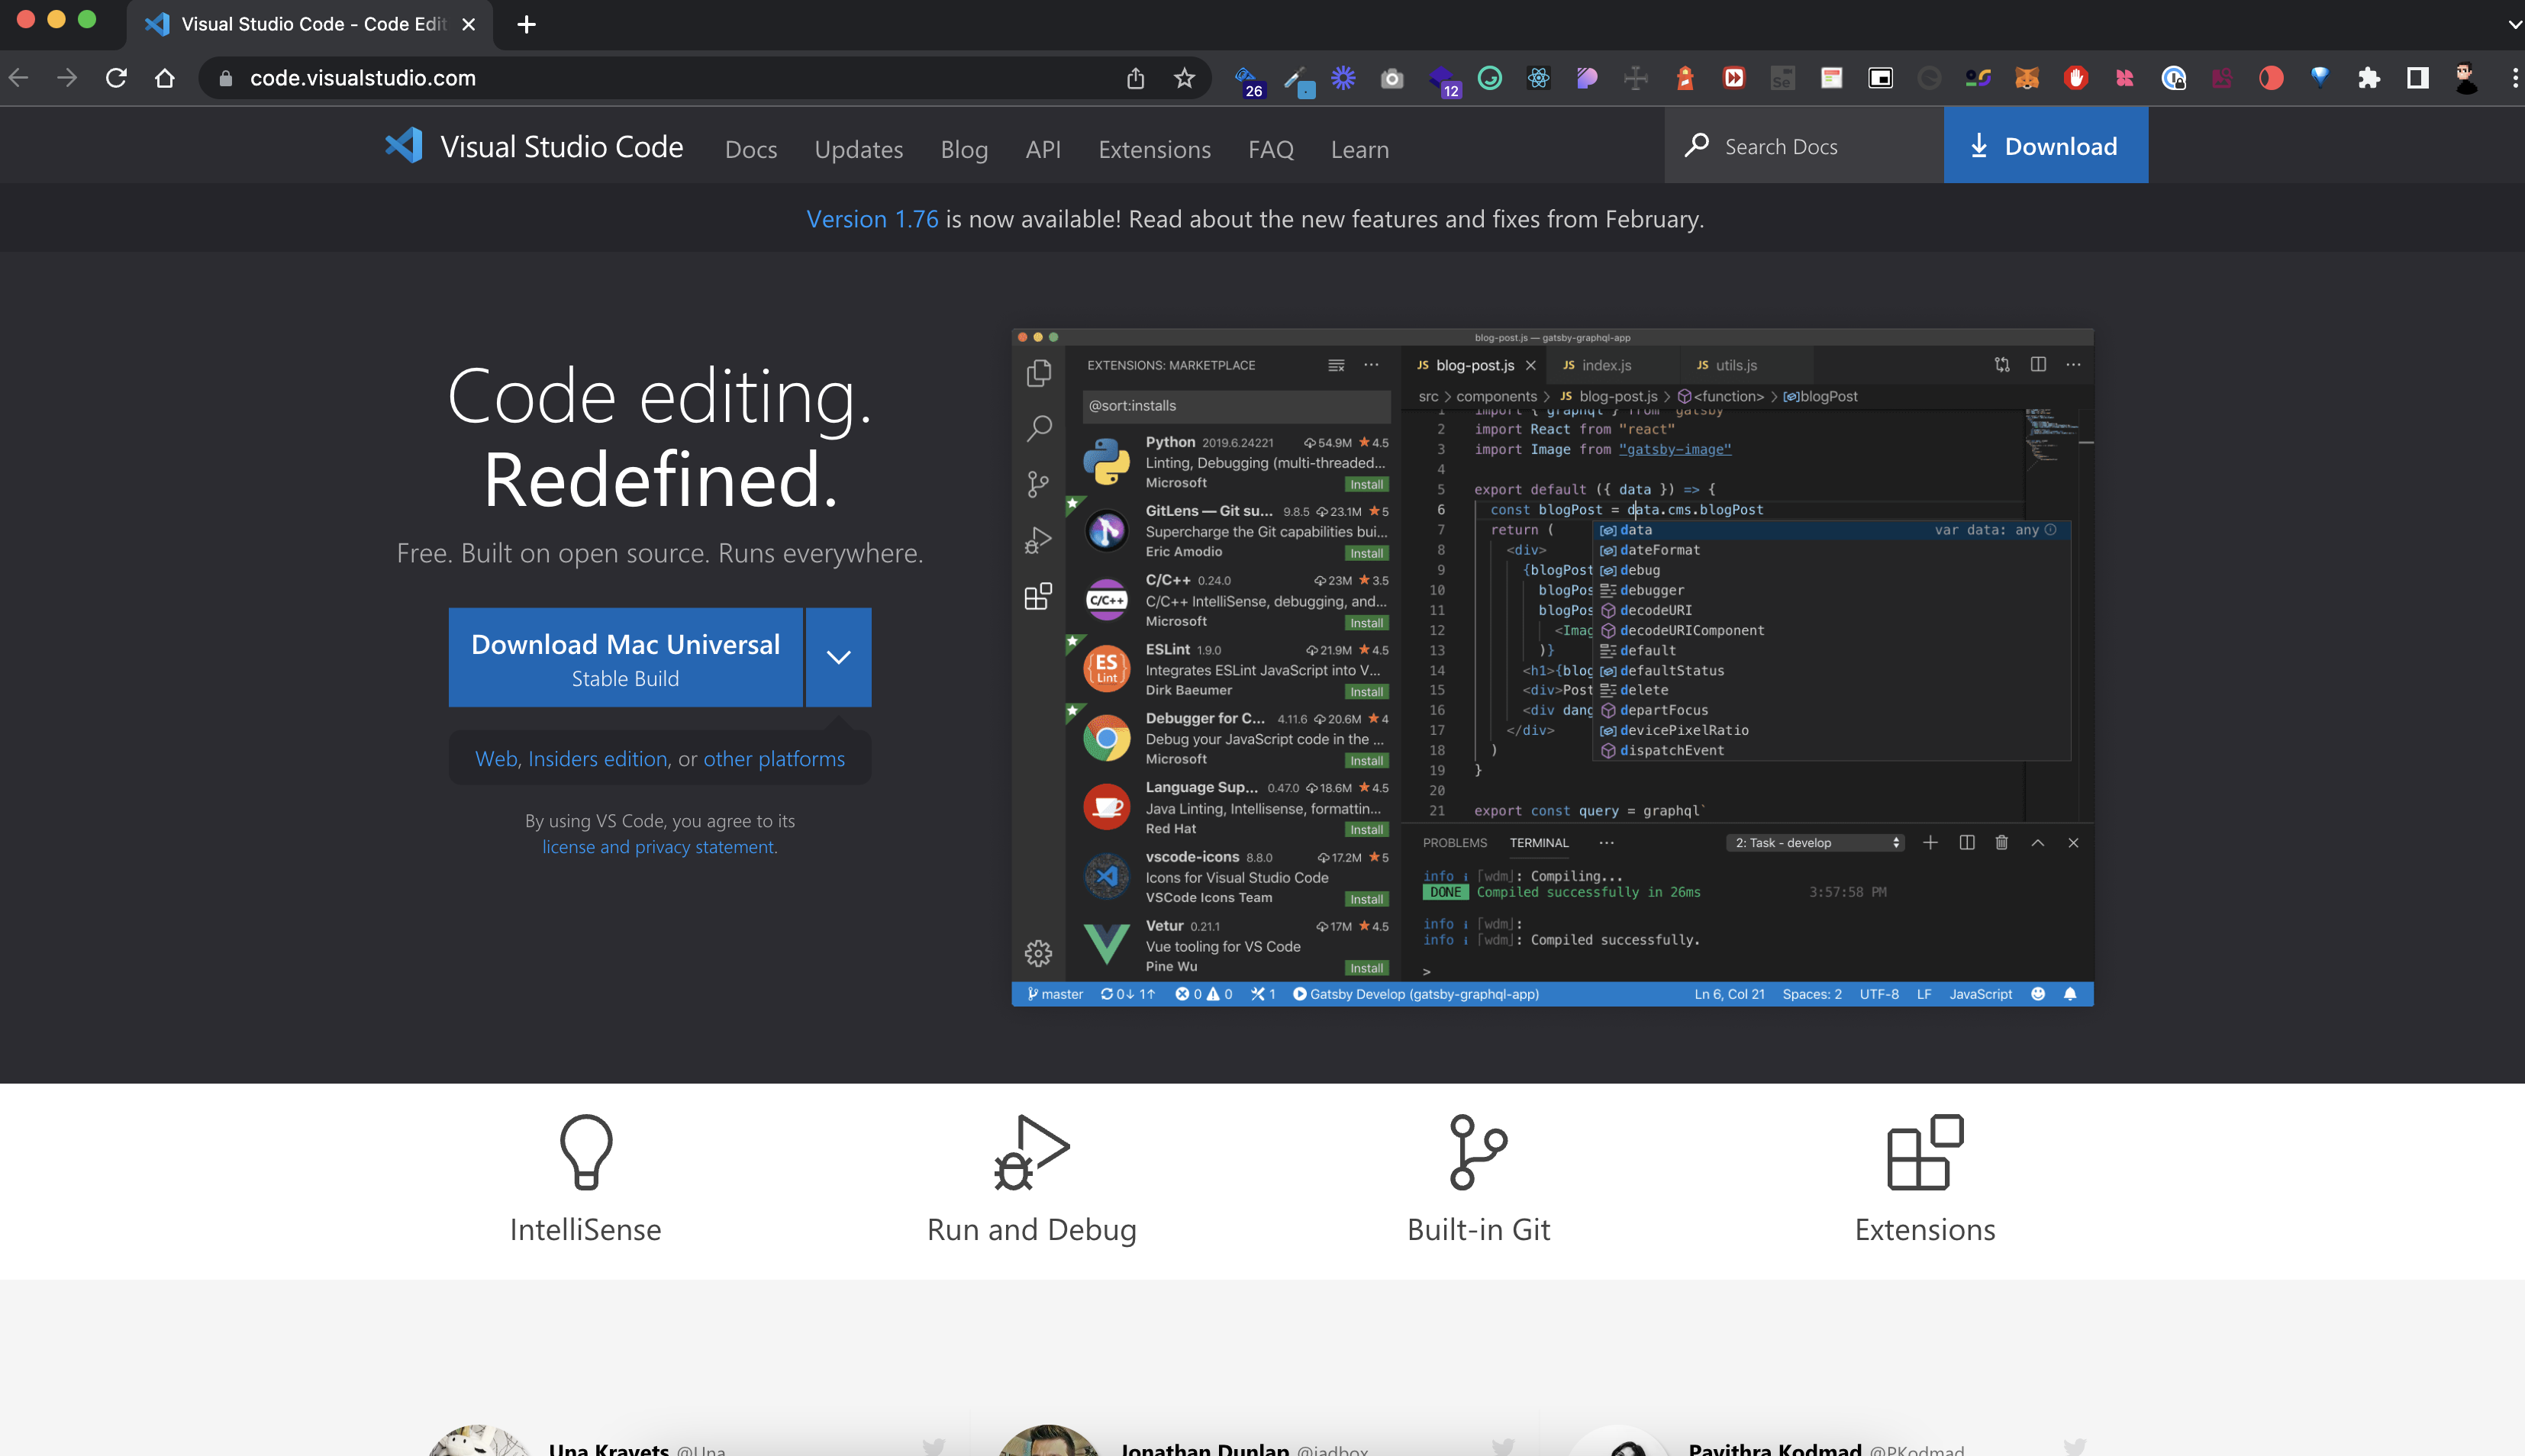 Visual Studio Code - Code Edit
code.visualstudio.com
26
12
Visual Studio Code
Docs
Updates
Blog
API
Extensions
FAQ
Learn
Search Docs
Download
Version 1.76 is now available! Read about the new features and fixes from February.
Code editing.
Redefined.
Free. Built on open source. Runs everywhere.
Download Mac Universal
Stable Build
Web, Insiders edition, or other platforms
By using VS Code, you agree to its
license and privacy statement.
blog-post.js — gatsby-graphql-app
EXTENSIONS: MARKETPLACE
@sort:installs
Python 2019.6.24221 54.9M 4.5
Linting, Debugging (multi-threaded...
Microsoft
Install
GitLens — Git su... 9.8.5 23.1M 5
Supercharge the Git capabilities bui...
Eric Amodio
Install
C/C++
C/C++ 0.24.0 23M 3.5
C/C++ IntelliSense, debugging, and...
Microsoft
Install
ES
Lint
ESLint 1.9.0 21.9M 4.5
Integrates ESLint JavaScript into V...
Dirk Baeumer
Install
Debugger for C... 4.11.6 20.6M 4
Debug your JavaScript code in the ...
Microsoft
Install
Language Sup... 0.47.0 18.6M 4.5
Java Linting, Intellisense, formattin...
Red Hat
Install
vscode-icons 8.8.0 17.2M 5
Icons for Visual Studio Code
VSCode Icons Team
Install
Vetur 0.21.1 17M 4.5
Vue tooling for VS Code
Pine Wu
Install
JS blog-post.js
JS index.js
JS utils.js
src > components > JS blog-post.js > <function> > blogPost
1 import { graphql } from "gatsby"
2 import React from "react"
3 import Image from "gatsby-image"
4
5 export default ({ data }) => {
6 const blogPost = data.cms.blogPost
7 return (
8 <div>
9 {blogPost
10 blogPos
11 blogPos
12 <Imag
13 )}
14 <h1>{blog
15 <div>Post
16 <div dang
17 </div>
18 )
19 }
20
21 export const query = graphql`
data var data: any
dateFormat
debug
debugger
decodeURI
decodeURIComponent
default
defaultStatus
delete
departFocus
devicePixelRatio
dispatchEvent
PROBLEMS
TERMINAL
...
2: Task - develop
info i ｢wdm｣: Compiling...
DONE Compiled successfully in 26ms 3:57:58 PM
info i ｢wdm｣:
info i ｢wdm｣: Compiled successfully.
>
master 0↓ 1↑ 0 0 1 Gatsby Develop (gatsby-graphql-app)
Ln 6, Col 21 Spaces: 2 UTF-8 LF JavaScript
IntelliSense
Run and Debug
Built-in Git
Extensions
Una Kravets @Una
Jonathan Dunlap @jadbox
Pavithra Kodmad @PKodmad